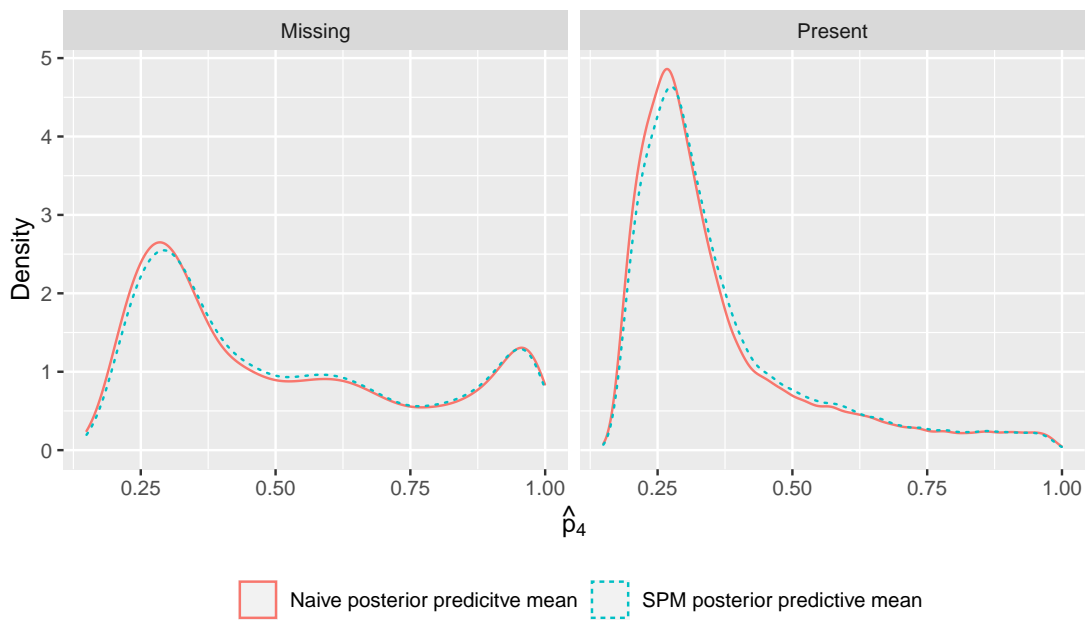 Missing
Present
Density
5
4
3
2
1
0
0.25 0.50 0.75 1.00
0.25 0.50 0.75 1.00
p̂₄
Naive posterior predicitve mean
SPM posterior predictive mean